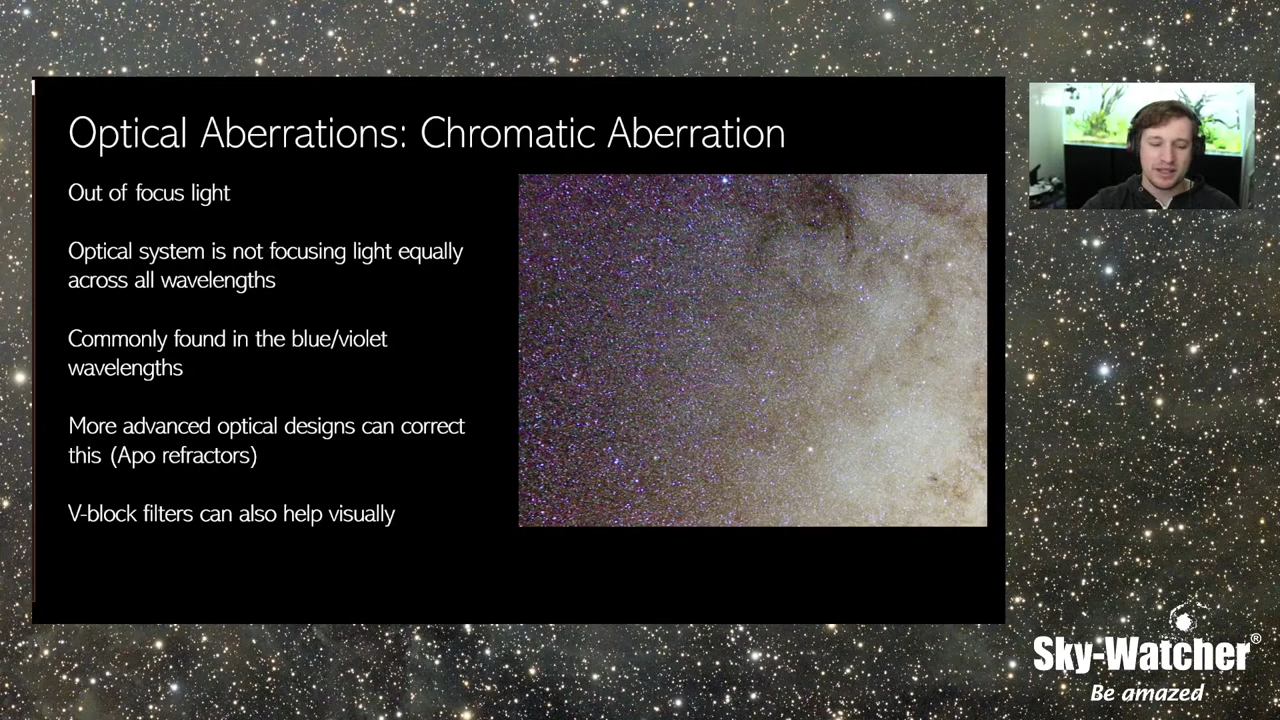 Optical Aberrations: Chromatic Aberration
Out of focus light
Optical system is not focusing light equally
across all wavelengths
Commonly found in the blue/violet
wavelengths
More advanced optical designs can correct
this (Apo refractors)
V-block filters can also help visually
Sky-Watcher®
Be amazed